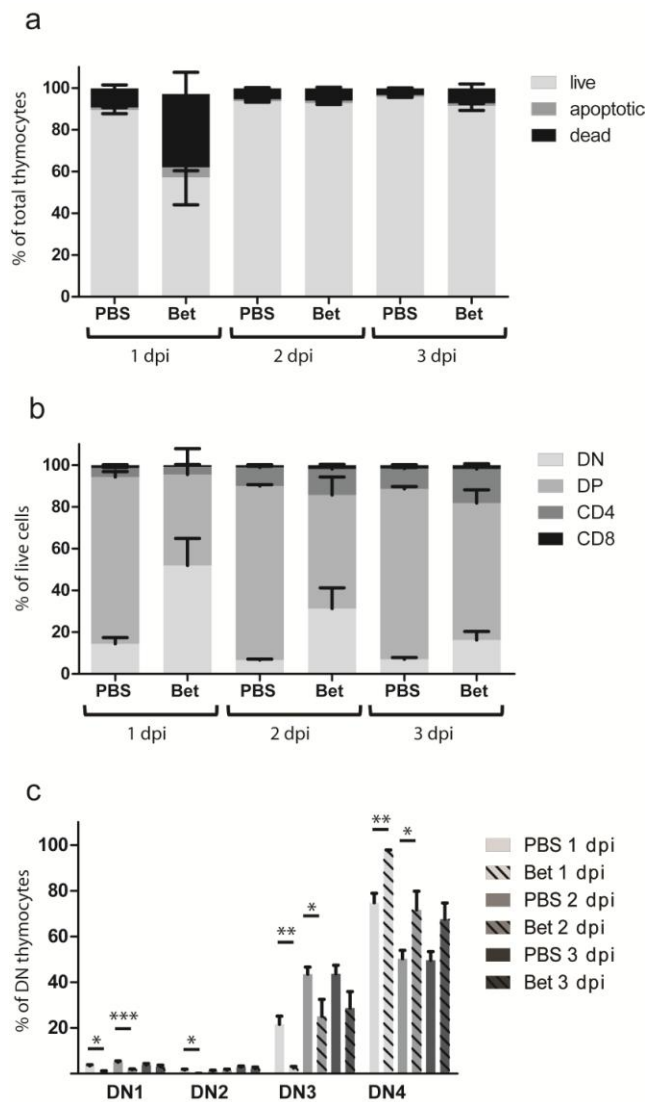 a
% of total thymocytes
100
80
60
40
20
0
live
apoptotic
dead
PBS Bet PBS Bet PBS Bet
1 dpi 2 dpi 3 dpi
b
% of live cells
100
80
60
40
20
0
DN
DP
CD4
CD8
PBS Bet PBS Bet PBS Bet
1 dpi 2 dpi 3 dpi
c
% of DN thymocytes
100
80
60
40
20
* *** * ** * ** *
PBS 1 dpi
Bet 1 dpi
PBS 2 dpi
Bet 2 dpi
PBS 3 dpi
Bet 3 dpi
DN1 DN2 DN3 DN4